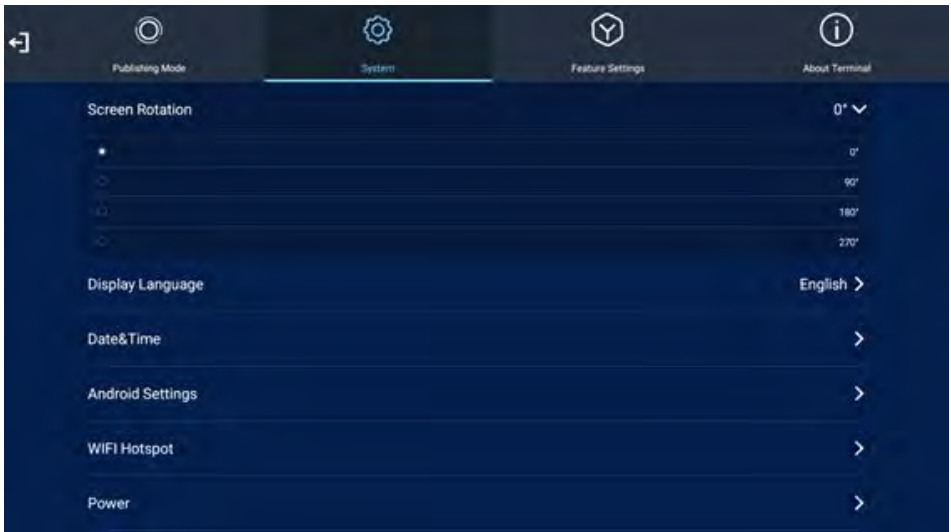 Publishing Mode
System
Feature Settings
About Terminal
Screen Rotation 0°
0°
90°
180°
270°
Display Language English
Date&Time
Android Settings
WIFI Hotspot
Power